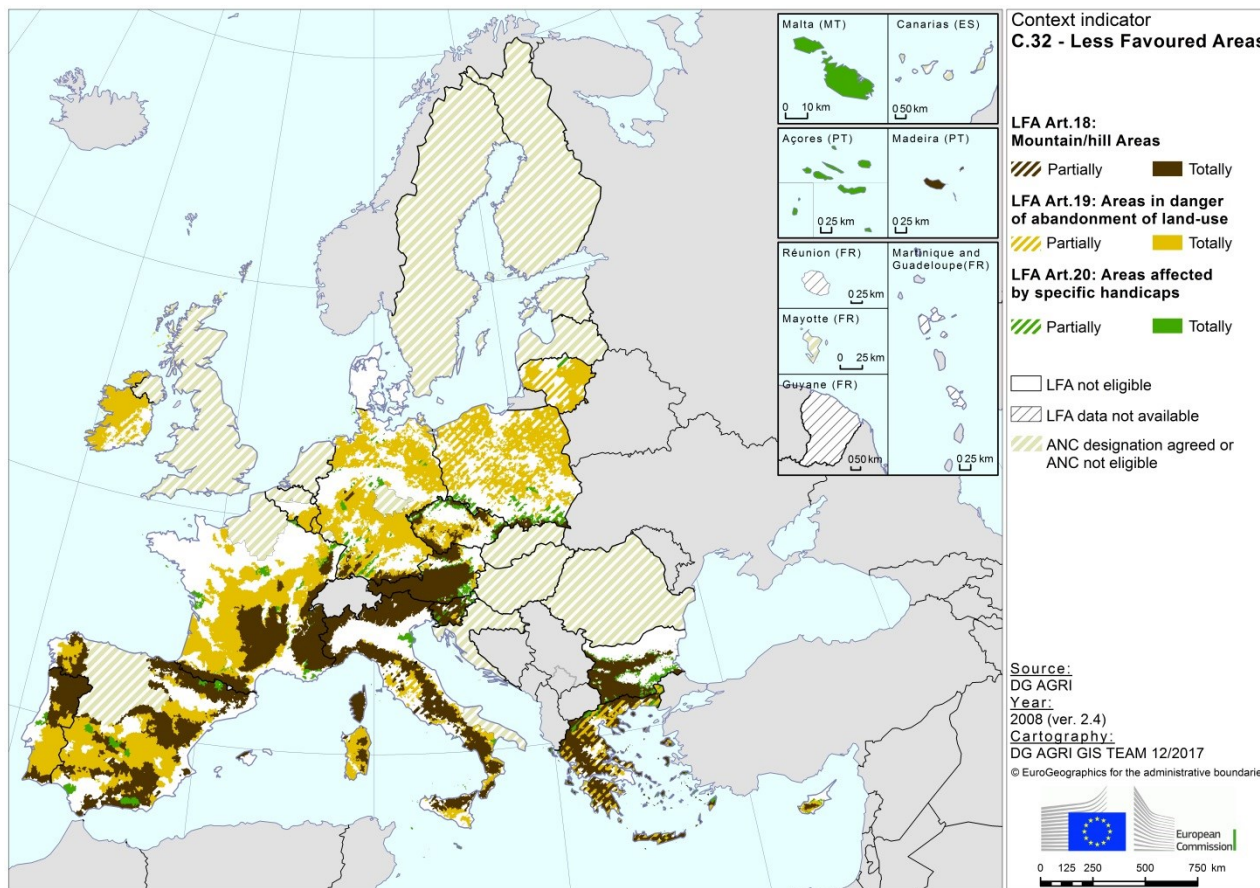 Context indicator
C.32 - Less Favoured Areas
LFA Art.18:
Mountain/hill Areas
Partially
Totally
LFA Art.19: Areas in danger
of abandonment of land-use
Partially
Totally
LFA Art.20: Areas affected
by specific handicaps
Partially
Totally
LFA not eligible
LFA data not available
ANC designation agreed or
ANC not eligible
Source:
DG AGRI
Year:
2008 (ver. 2.4)
Cartography:
DG AGRI GIS TEAM 12/2017
© EuroGeographics for the administrative boundarie
European
Commission
0 125 250 500 750 km
Malta (MT)
0 10 km
Canarias (ES)
0 50 km
Açores (PT)
0 25 km
Madeira (PT)
0 25 km
Réunion (FR)
0 25 km
Martinique and
Guadeloupe(FR)
0 25 km
Mayotte (FR)
0 25 km
Guyane (FR)
0 50 km